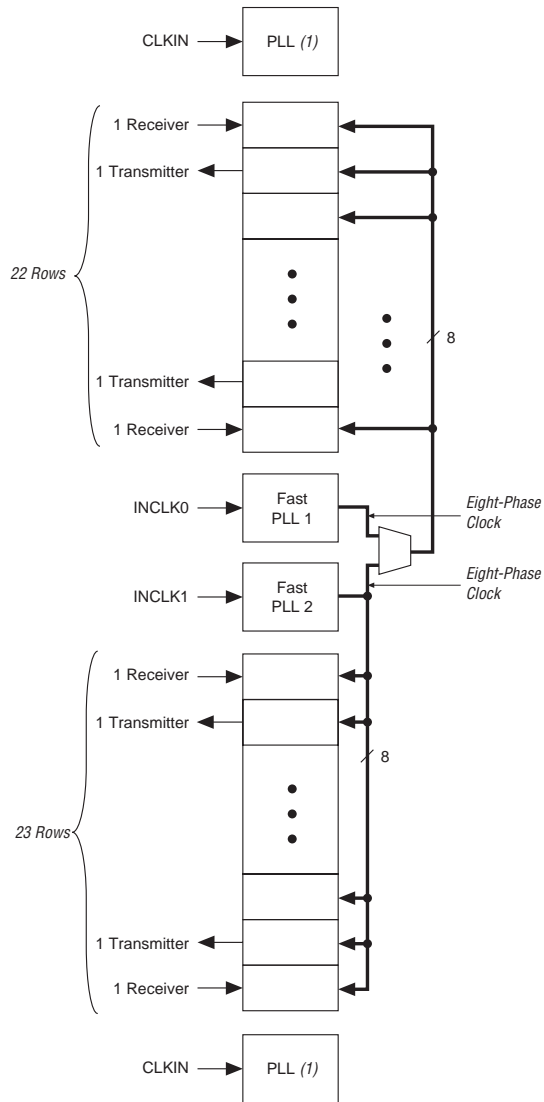 CLKIN
PLL (1)
1 Receiver
1 Transmitter
22 Rows
8
1 Transmitter
1 Receiver
INCLK0
Fast
PLL 1
Eight-Phase
Clock
INCLK1
Fast
PLL 2
Eight-Phase
Clock
1 Receiver
1 Transmitter
8
23 Rows
1 Transmitter
1 Receiver
CLKIN
PLL (1)